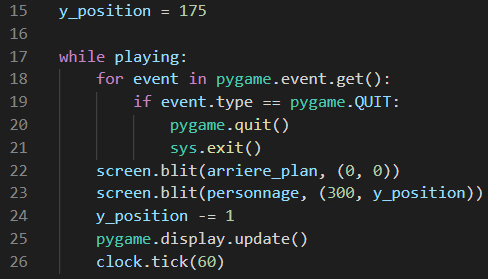 15 y_position = 175
16
17 while playing:
18     for event in pygame.event.get():
19         if event.type == pygame.QUIT:
20             pygame.quit()
21             sys.exit()
22     screen.blit(arriere_plan, (0, 0))
23     screen.blit(personnage, (300, y_position))
24     y_position -= 1
25     pygame.display.update()
26     clock.tick(60)